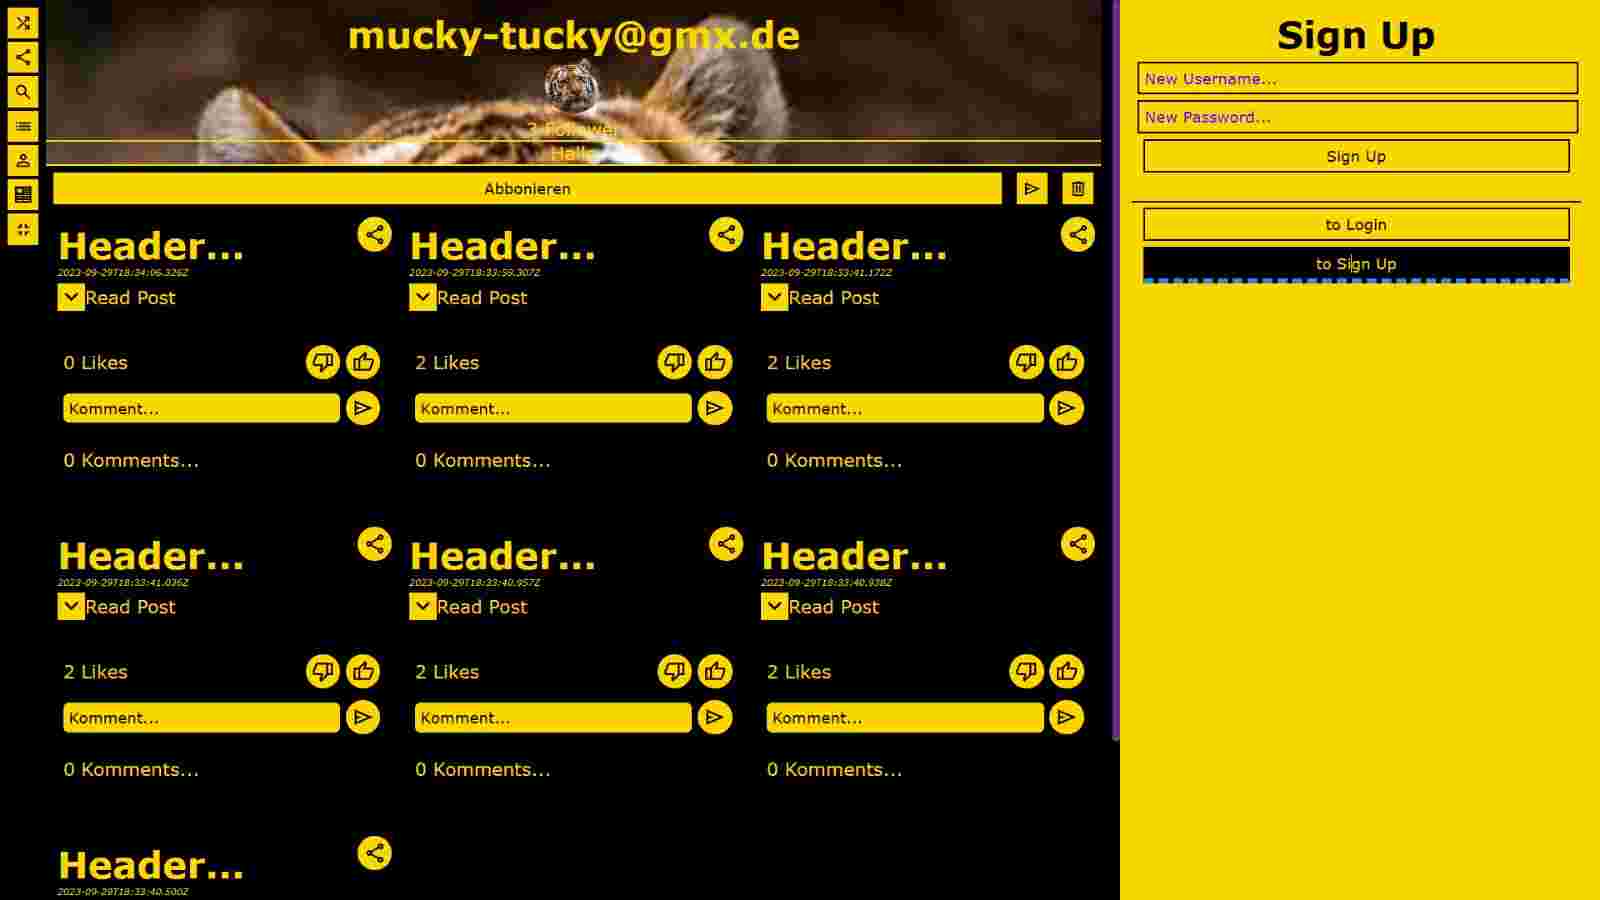 mucky-tucky@gmx.de
3 Follower
Hallo
Abbonieren
Header...
2023-09-29T18:34:06.326Z
Read Post
0 Likes
Komment...
0 Komments...
Header...
2023-09-29T18:33:59.307Z
Read Post
2 Likes
Komment...
0 Komments...
Header...
2023-09-29T18:33:41.172Z
Read Post
2 Likes
Komment...
0 Komments...
Header...
2023-09-29T18:33:41.036Z
Read Post
2 Likes
Komment...
0 Komments...
Header...
2023-09-29T18:33:40.957Z
Read Post
2 Likes
Komment...
0 Komments...
Header...
2023-09-29T18:33:40.938Z
Read Post
2 Likes
Komment...
0 Komments...
Header...
2023-09-29T18:33:40.500Z
Sign Up
New Username...
New Password...
Sign Up
to Login
to Sign Up